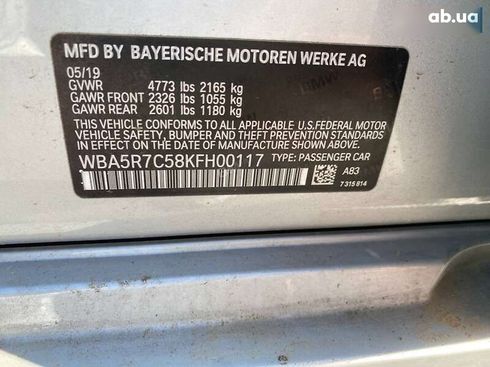 ab.ua
MFD BY BAYERISCHE MOTOREN WERKE AG
05/19
GVWR 4773 lbs 2165 kg
GAWR FRONT 2326 lbs 1055 kg
GAWR REAR 2601 lbs 1180 kg
THIS VEHICLE CONFORMS TO ALL APPLICABLE U.S.FEDERAL MOTOR
VEHICLE SAFETY, BUMPER, AND THEFT PREVENTION STANDARDS
IN EFFECT ON THE DATE OF MANUFACTURE SHOWN ABOVE.
WBA5R7C58KFH00117 TYPE: PASSENGER CAR
A83
7 315 814